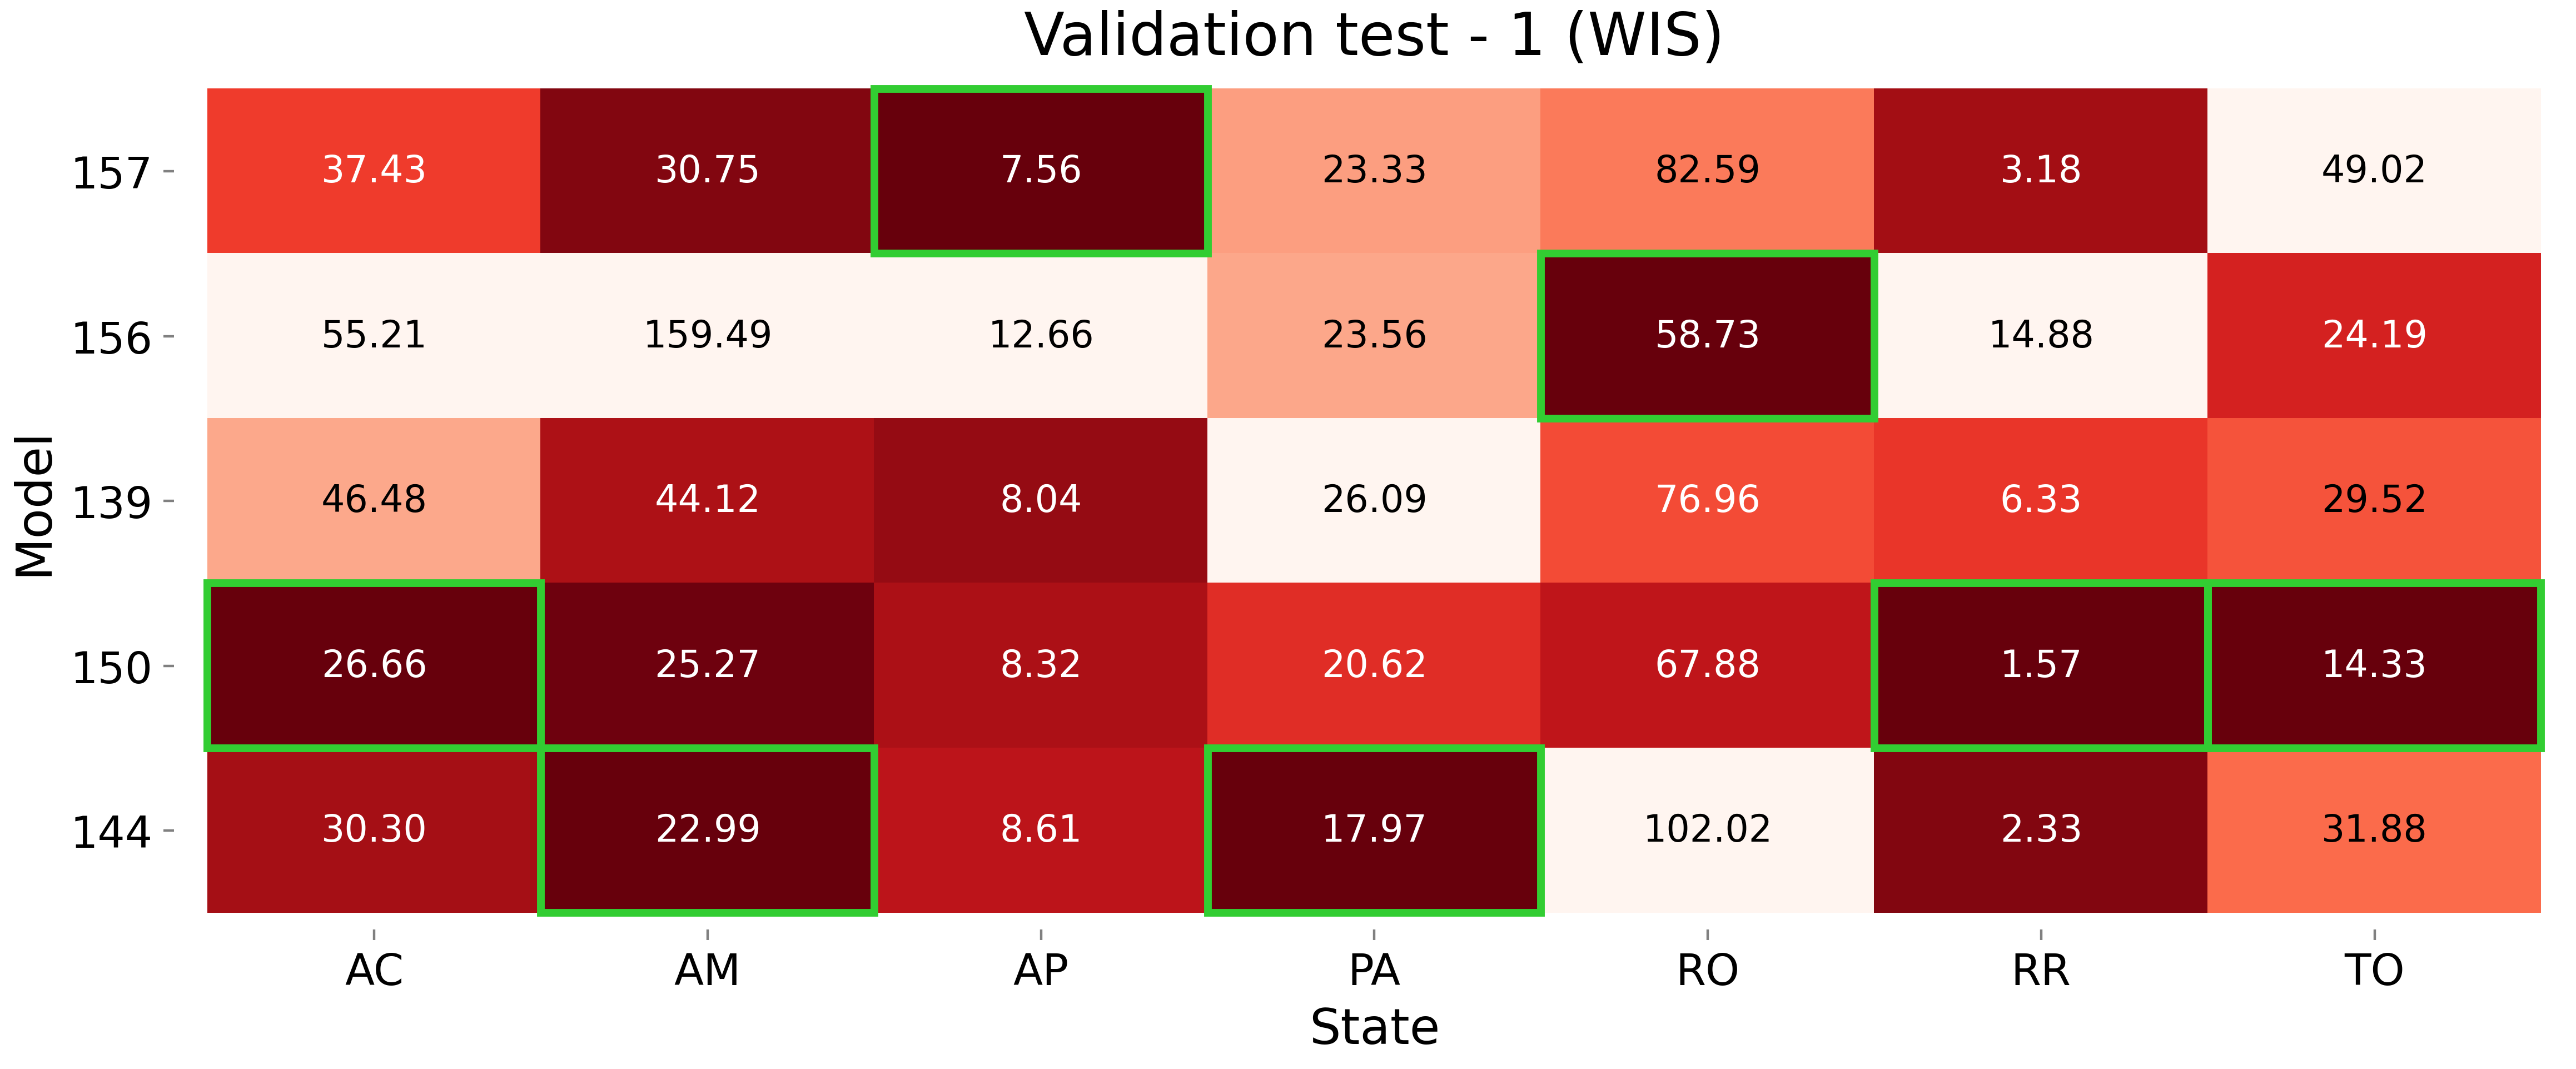 Validation test - 1 (WIS)
Model
157 37.43 30.75 7.56 23.33 82.59 3.18 49.02
156 55.21 159.49 12.66 23.56 58.73 14.88 24.19
139 46.48 44.12 8.04 26.09 76.96 6.33 29.52
150 26.66 25.27 8.32 20.62 67.88 1.57 14.33
144 30.30 22.99 8.61 17.97 102.02 2.33 31.88
AC AM AP PA RO RR TO
State